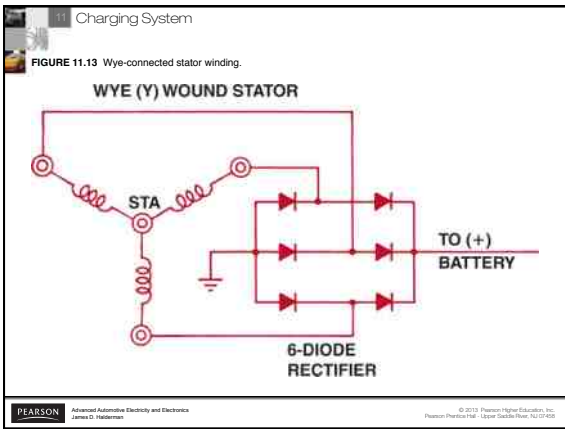 11 Charging System
FIGURE 11.13 Wye-connected stator winding.
WYE (Y) WOUND STATOR
STA
TO (+)
BATTERY
6-DIODE
RECTIFIER
PEARSON
Advanced Automotive Electricity and Electronics
James D. Halderman
© 2013 Pearson Higher Education, Inc.
Pearson Prentice Hall - Upper Saddle River, NJ 07458